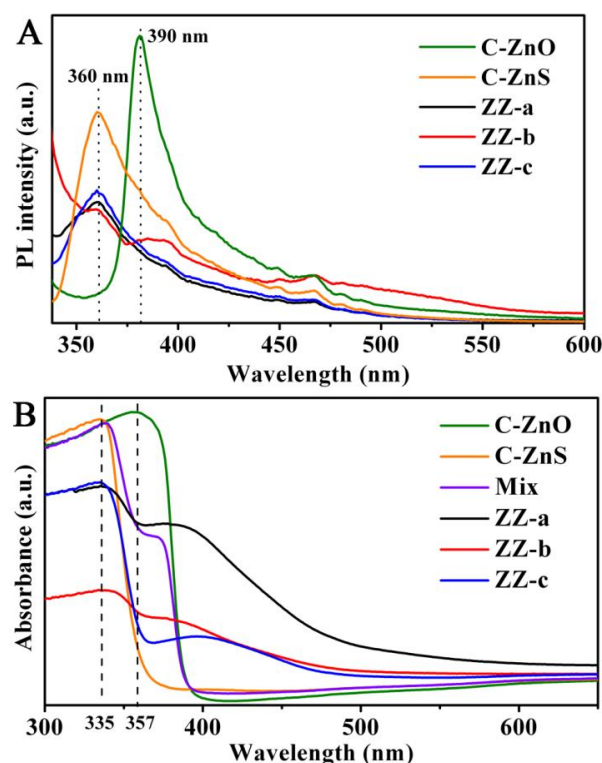 A
390 nm
360 nm
C-ZnO
C-ZnS
ZZ-a
ZZ-b
ZZ-c
PL intensity (a.u.)
350 400 450 500 550 600
Wavelength (nm)
B
C-ZnO
C-ZnS
Mix
ZZ-a
ZZ-b
ZZ-c
Absorbance (a.u.)
300 335 357 400 500 600
Wavelength (nm)